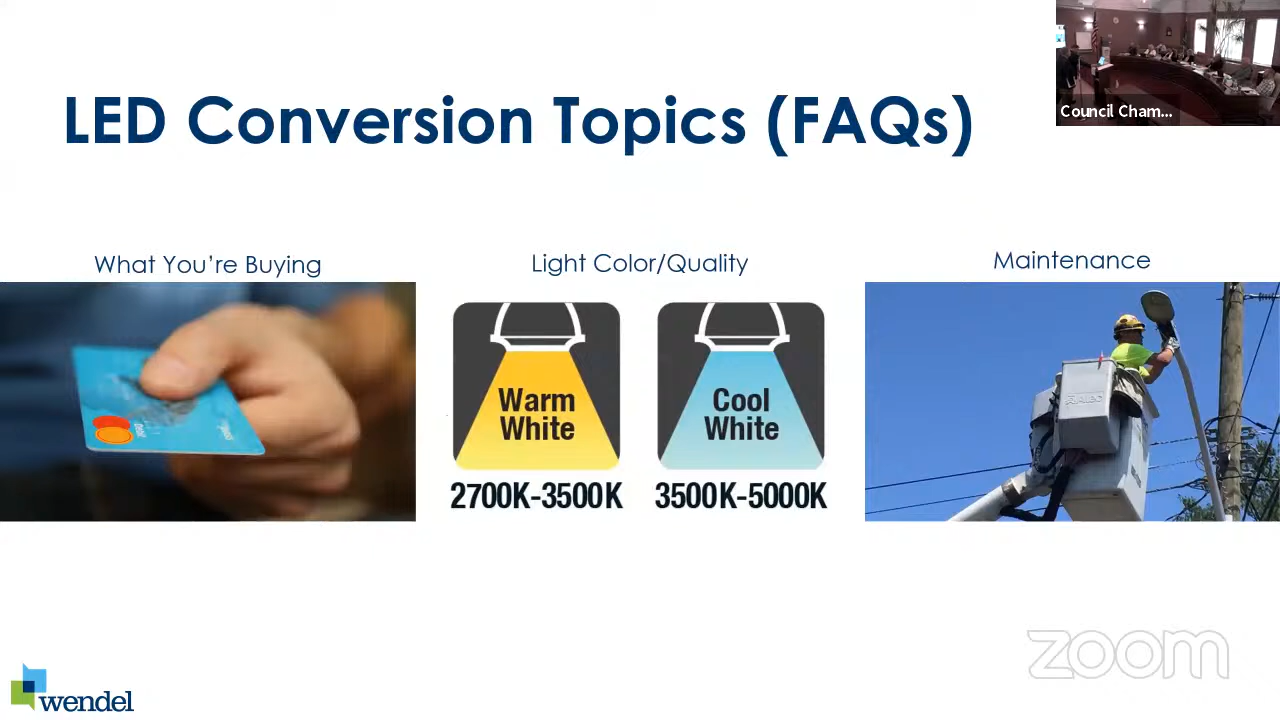 LED Conversion Topics (FAQs)
Council Cham...
What You're Buying
Light Color/Quality
Maintenance
Warm
White
Cool
White
2700K-3500K
3500K-5000K
zoom
wendel